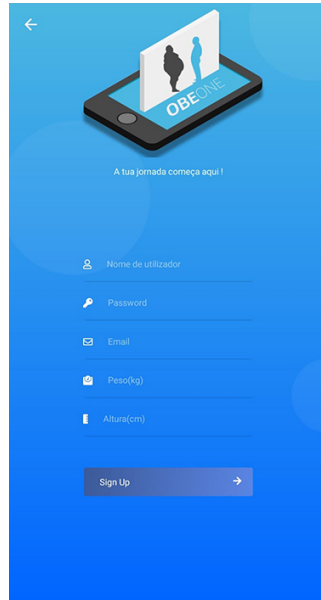 OBEONE
A tua jornada começa aqui !
Nome de utilizador
Password
Email
Peso(kg)
Altura(cm)
Sign Up